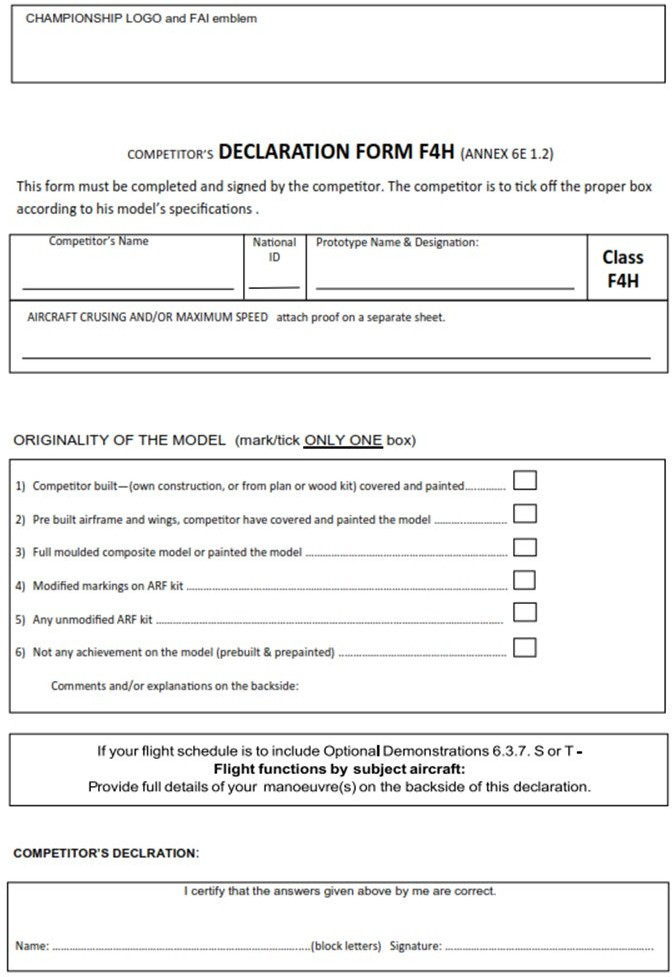 CHAMPIONSHIP LOGO and FAI emblem
COMPETITOR'S DECLARATION FORM F4H (ANNEX 6E 1.2)
This form must be completed and signed by the competitor. The competitor is to tick off the proper box
according to his model's specifications .
Competitor's Name
National
ID
Prototype Name & Designation:
Class
F4H
AIRCRAFT CRUSING AND/OR MAXIMUM SPEED attach proof on a separate sheet.
ORIGINALITY OF THE MODEL (mark/tick ONLY ONE box)
1) Competitor built—(own construction, or from plan or wood kit) covered and painted.............
2) Pre built airframe and wings, competitor have covered and painted the model ........................
3) Full moulded composite model or painted the model ....................................................................
4) Modified markings on ARF kit ...........................................................................................................
5) Any unmodified ARF kit ....................................................................................................................
6) Not any achievement on the model (prebuilt & prepainted) ........................................................
Comments and/or explanations on the backside:
If your flight schedule is to include Optional Demonstrations 6.3.7. S or T -
Flight functions by subject aircraft:
Provide full details of your manoeuvre(s) on the backside of this declaration.
COMPETITOR'S DECLRATION:
I certify that the answers given above by me are correct.
Name: ....................................................................................(block letters) Signature: ....................................................................